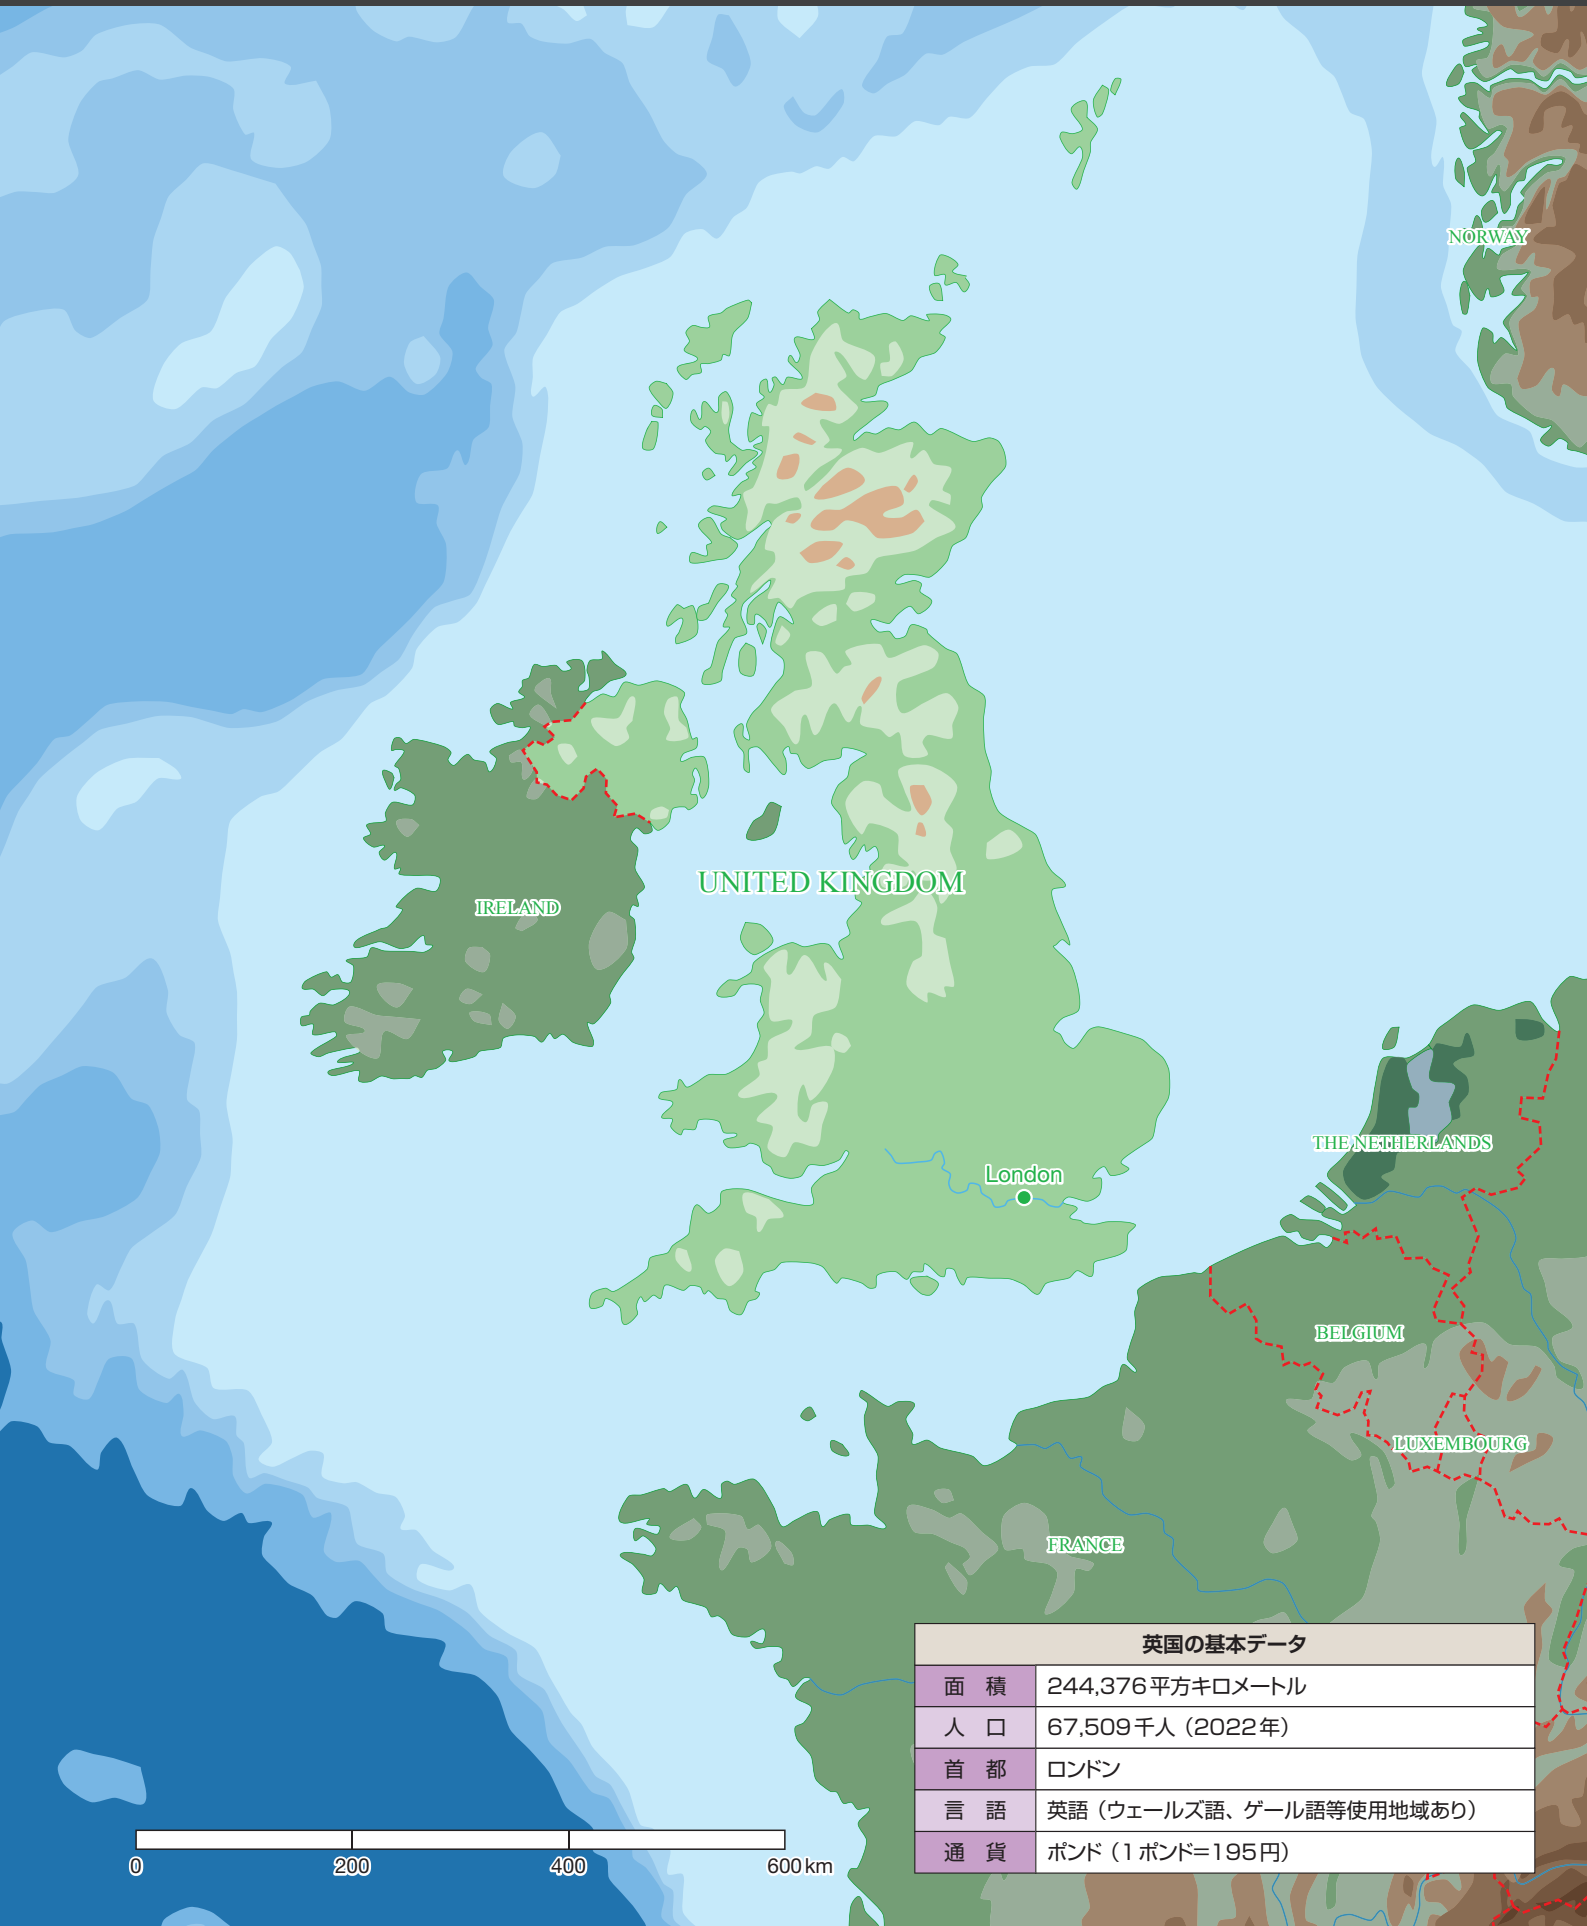 NORWAY
UNITED KINGDOM
IRELAND
THE NETHERLANDS
London
BELGIUM
LUXEMBOURG
FRANCE
英国の基本データ
面　積 244,376平方キロメートル
人　口 67,509千人（2022年）
首　都 ロンドン
言　語 英語（ウェールズ語、ゲール語等使用地域あり）
通　貨 ポンド（1ポンド=195円）
0 200 400 600km